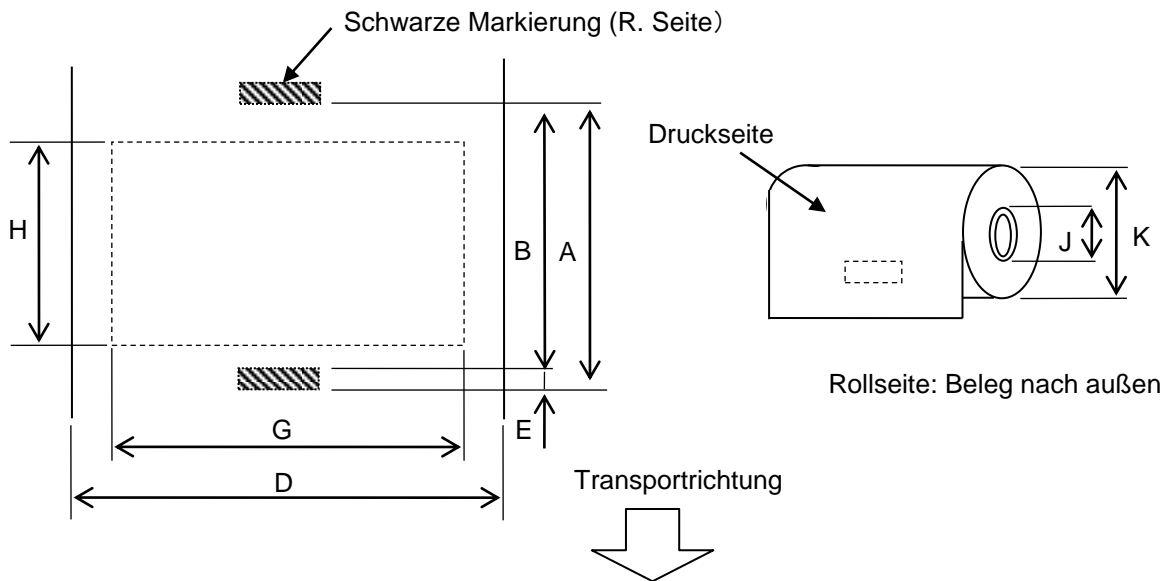 Schwarze Markierung (R. Seite）
Druckseite
H
B
A
J
K
Rollseite: Beleg nach außen
E
G
D
Transportrichtung